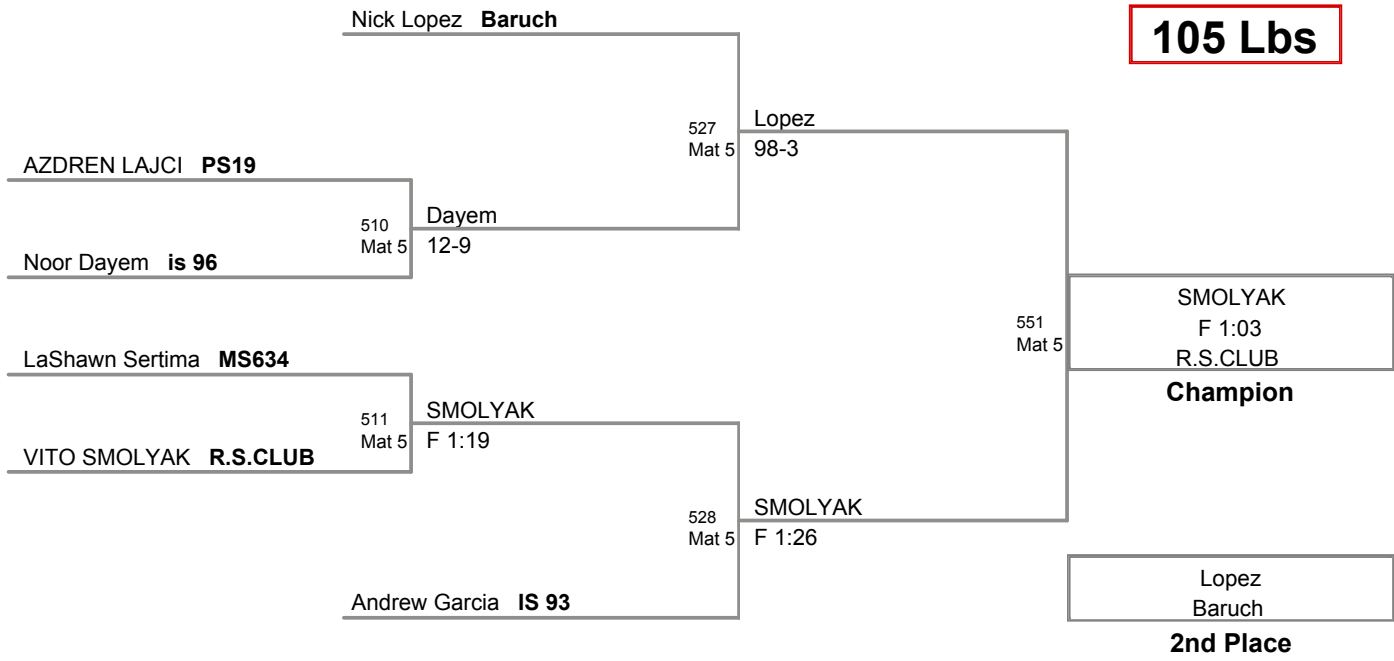 Nick Lopez Baruch
105 Lbs
527
Mat 5
Lopez
98-3
AZDREN LAJCI PS19
510
Mat 5
Dayem
12-9
Noor Dayem is 96
551
Mat 5
SMOLYAK
F 1:03
R.S.CLUB
Champion
LaShawn Sertima MS634
511
Mat 5
SMOLYAK
F 1:19
VITO SMOLYAK R.S.CLUB
528
Mat 5
SMOLYAK
F 1:26
Andrew Garcia IS 93
Lopez
Baruch
2nd Place